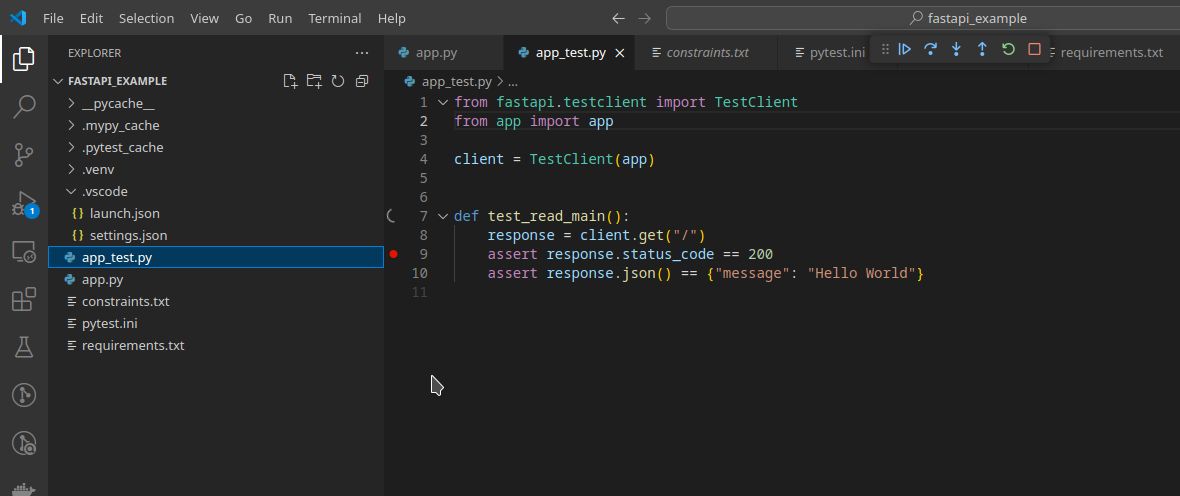 File Edit Selection View Go Run Terminal Help
fastapi_example
EXPLORER
FASTAPI_EXAMPLE
__pycache__
.mypy_cache
.pytest_cache
.venv
.vscode
{} launch.json
{} settings.json
app_test.py
app.py
constraints.txt
pytest.ini
requirements.txt
1
app.py app_test.py constraints.txt pytest.ini requirements.txt
app_test.py > ...
1 from fastapi.testclient import TestClient
2 from app import app
3
4 client = TestClient(app)
5
6
7 def test_read_main():
8 response = client.get("/")
9 assert response.status_code == 200
10 assert response.json() == {"message": "Hello World"}
11